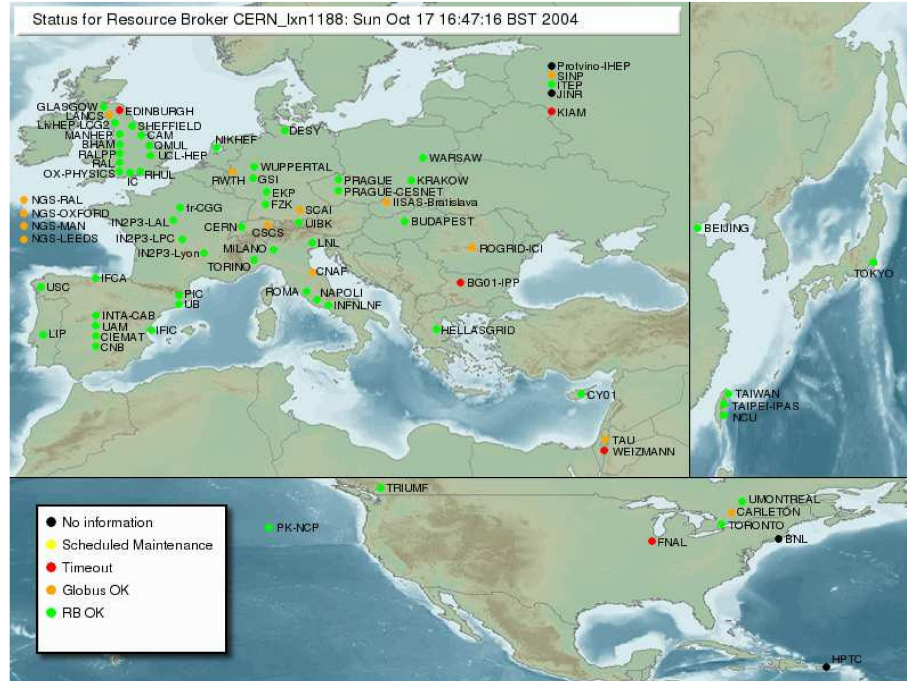 Status for Resource Broker CERN_lxn1188: Sun Oct 17 16:47:16 BST 2004
Protvino-IHEP
SINP
ITEP
JINR
KIAM
GLASGOW
EDINBURGH
LANCS
LivHEP-LCG2
SHEFFIELD
MANHEP
CAM
BHAM
QMUL
RALPP
UCL-HEP
RAL
OX-PHYSICS
IC
RHUL
NIKHEF
DESY
WUPPERTAL
RWTH
GSI
EKP
FZK
WARSAW
PRAGUE
KRAKOW
PRAGUE-CESNET
IISAS-Bratislava
BUDAPEST
NGS-RAL
NGS-OXFORD
NGS-MAN
NGS-LEEDS
fr-CGG
IN2P3-LAL
IN2P3-LPC
IN2P3-Lyon
CERN
SCAI
UIBK
CSCS
MILANO
LNL
TORINO
CNAF
ROGRID-ICI
BG01-IPP
ROMA
NAPOLI
INFNLNF
IFCA
USC
PIC
UB
INTA-CAB
UAM
LIP
IFIC
CIEMAT
CNB
HELLASGRID
CY01
TAU
WEIZMANN
BEIJING
TOKYO
TAIWAN
TAIPEI-IPAS
NCU
TRIUMF
UMONTREAL
CARLETON
TORONTO
PK-NCP
FNAL
BNL
HPTC
No information
Scheduled Maintenance
Timeout
Globus OK
RB OK